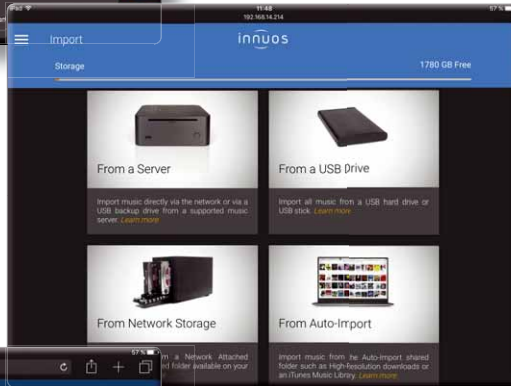 iPad
11:48
57 %
192.168.14.214
Import
innuos
Storage
1780 GB Free
From a Server
Import music directly via the network or via a
USB backup drive from a supported music
server. Learn more
From a USB Drive
Import all music from a USB hard drive or
USB stick. Learn more
From Network Storage
m a Network Attached
ed folder available on your
From Auto-Import
Import music from he Auto-Import shared
folder such as High-Resolution downloads or
an iTunes Music Library. Learn more
57 %